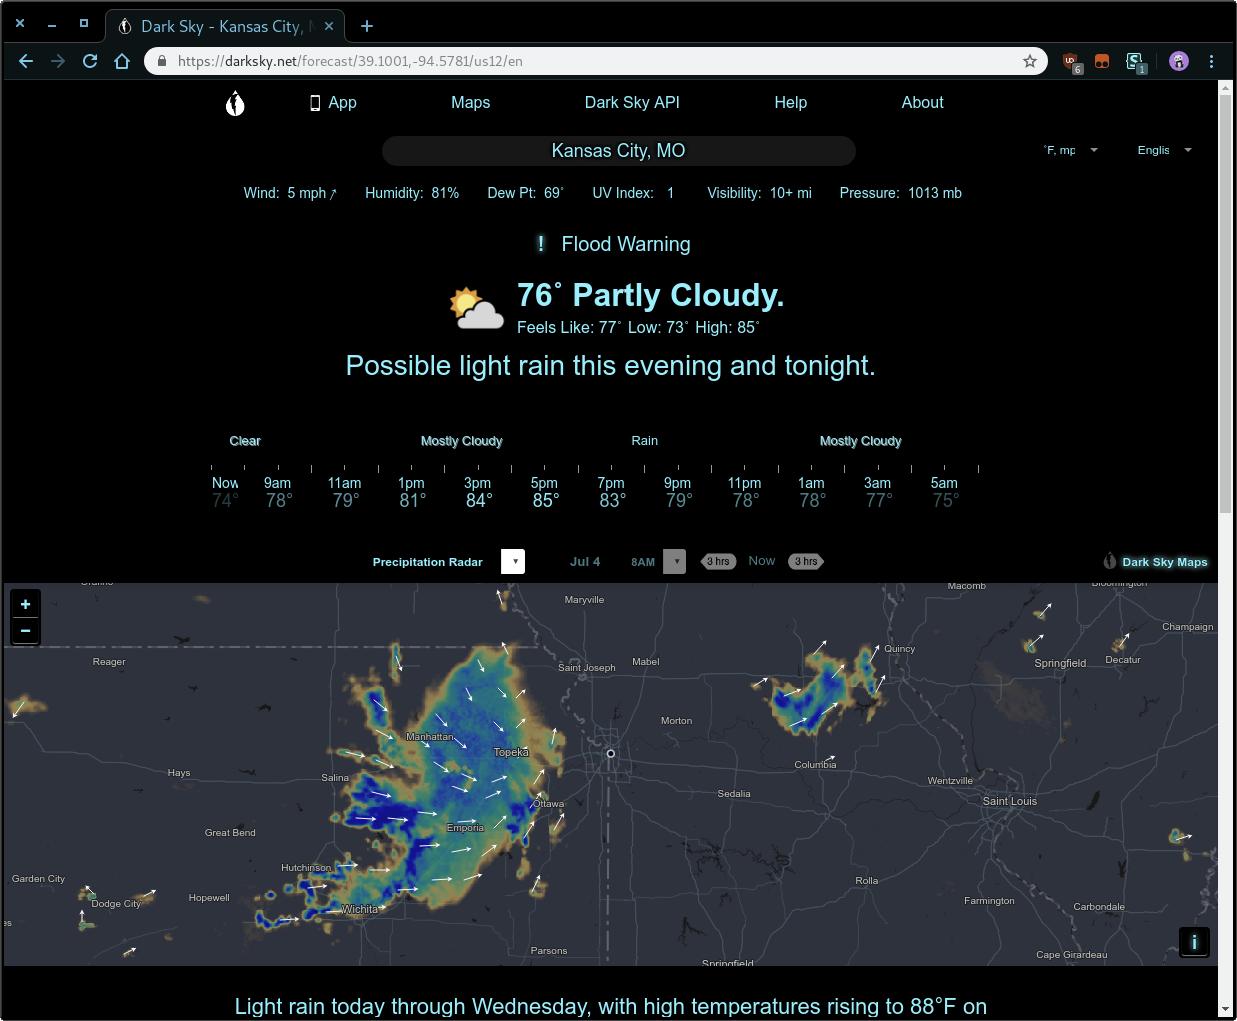 Dark Sky - Kansas City,
https://darksky.net/forecast/39.1001,-94.5781/us12/en
6
1
App Maps Dark Sky API Help About
Kansas City, MO
°F, mp
Englis
Wind: 5 mph Humidity: 81% Dew Pt: 69° UV Index: 1 Visibility: 10+ mi Pressure: 1013 mb
! Flood Warning
76° Partly Cloudy.
Feels Like: 77° Low: 73° High: 85°
Possible light rain this evening and tonight.
Clear Mostly Cloudy Rain Mostly Cloudy
Now 9am 11am 1pm 3pm 5pm 7pm 9pm 11pm 1am 3am 5am
74° 78° 79° 81° 84° 85° 83° 79° 78° 78° 77° 75°
Precipitation Radar Jul 4 8AM 3 hrs Now 3 hrs Dark Sky Maps
+
−
Macomb
Bloomington
Maryville
Champaign
Quincy
Reager
Saint Joseph
Mabel
Springfield
Decatur
Morton
Manhattan
Topeka
Columbia
Hays
Salina
Wentzville
Sedalia
Saint Louis
Ottawa
Great Bend
Emporia
Hutchinson
Garden City
Rolla
Hopewell
Dodge City
Farmington
Carbondale
Wichita
es
Parsons
Cape Girardeau
Springfield
i
Light rain today through Wednesday, with high temperatures rising to 88°F on